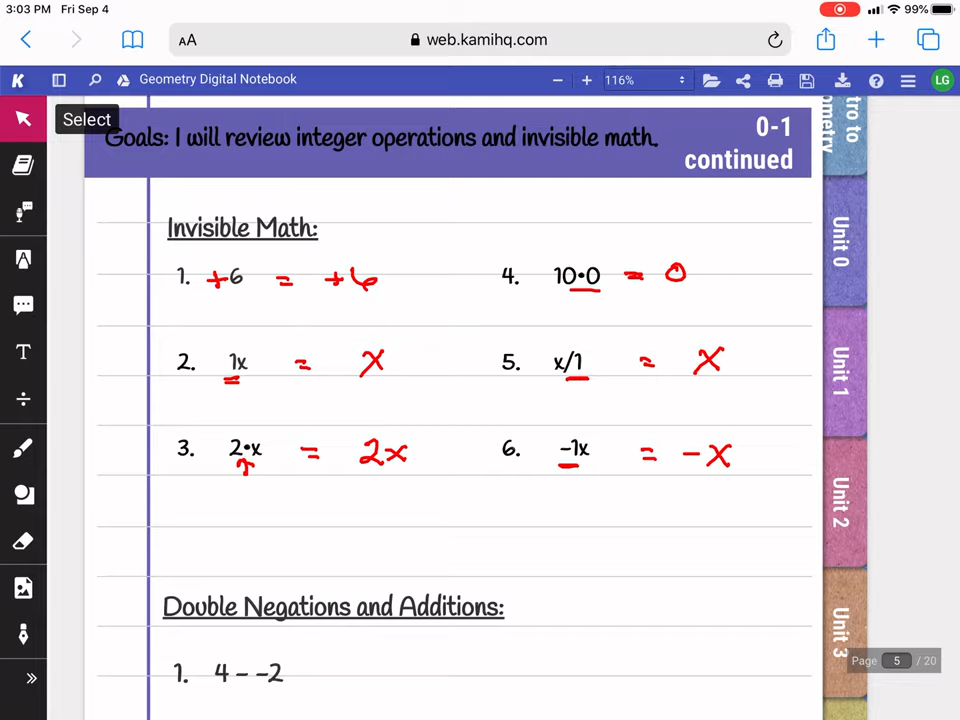 3:03 PM Fri Sep 4
99%
AA
web.kamihq.com
K
Geometry Digital Notebook
116%
LG
Select
Goals: I will review integer operations and invisible math.
0-1
continued
Invisible Math:
1. +6 = +6
4. 10•0 = 0
2. 1x = x
5. x/1 = x
3. 2•x = 2x
6. -1x = -x
Double Negations and Additions:
1. 4 - -2
tro to
ometry
Unit 0
Unit 1
Unit 2
Unit 3
Page 5 / 20